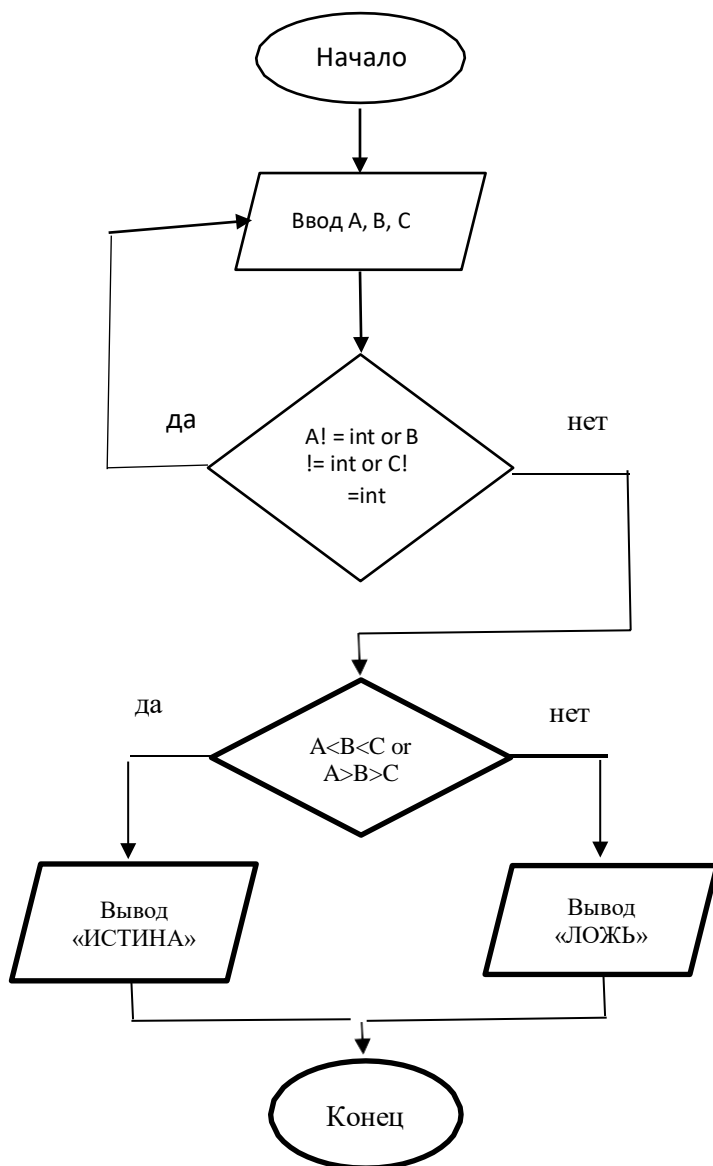 Начало
Ввод A, B, C
да
нет
A! = int or B
!= int or C!
=int
да
нет
A<B<C or
A>B>C
Вывод
«ИСТИНА»
Вывод
«ЛОЖЬ»
Конец